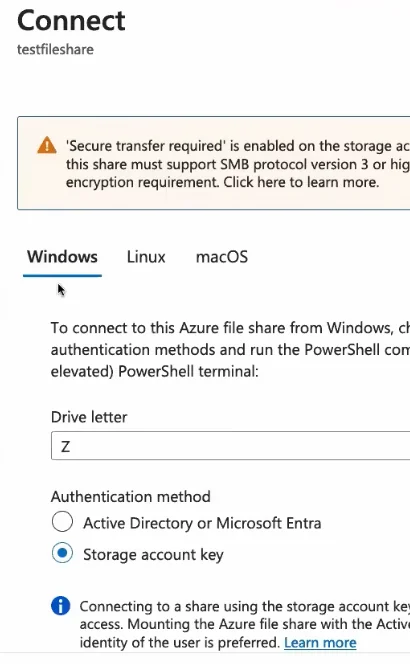 Connect
testfileshare
'Secure transfer required' is enabled on the storage ac
this share must support SMB protocol version 3 or hig
encryption requirement. Click here to learn more.
Windows Linux macOS
To connect to this Azure file share from Windows, ch
authentication methods and run the PowerShell com
elevated) PowerShell terminal:
Drive letter
Z
Authentication method
Active Directory or Microsoft Entra
Storage account key
Connecting to a share using the storage account key
access. Mounting the Azure file share with the Active
identity of the user is preferred. Learn more